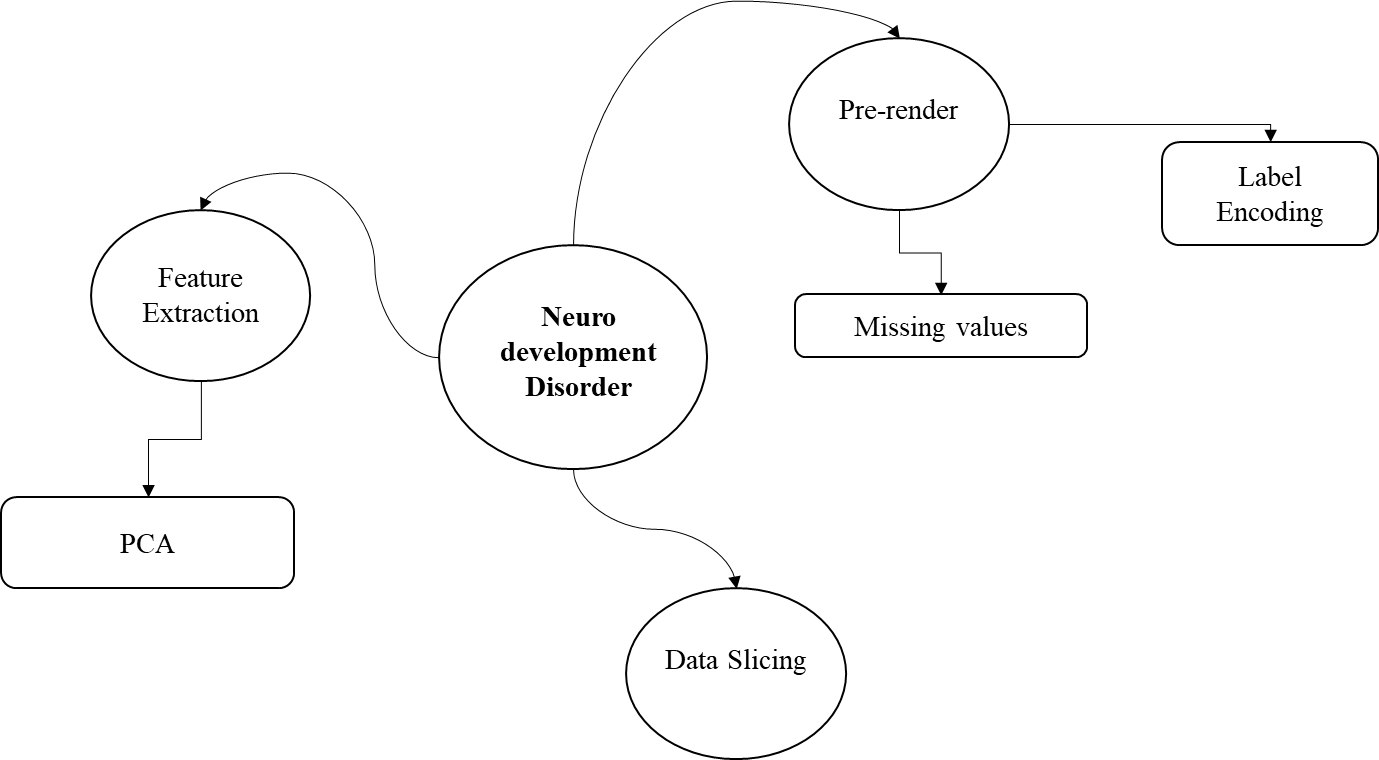 Pre-render
Label
Encoding
Feature
Extraction
Neuro
development
Disorder
Missing values
PCA
Data Slicing